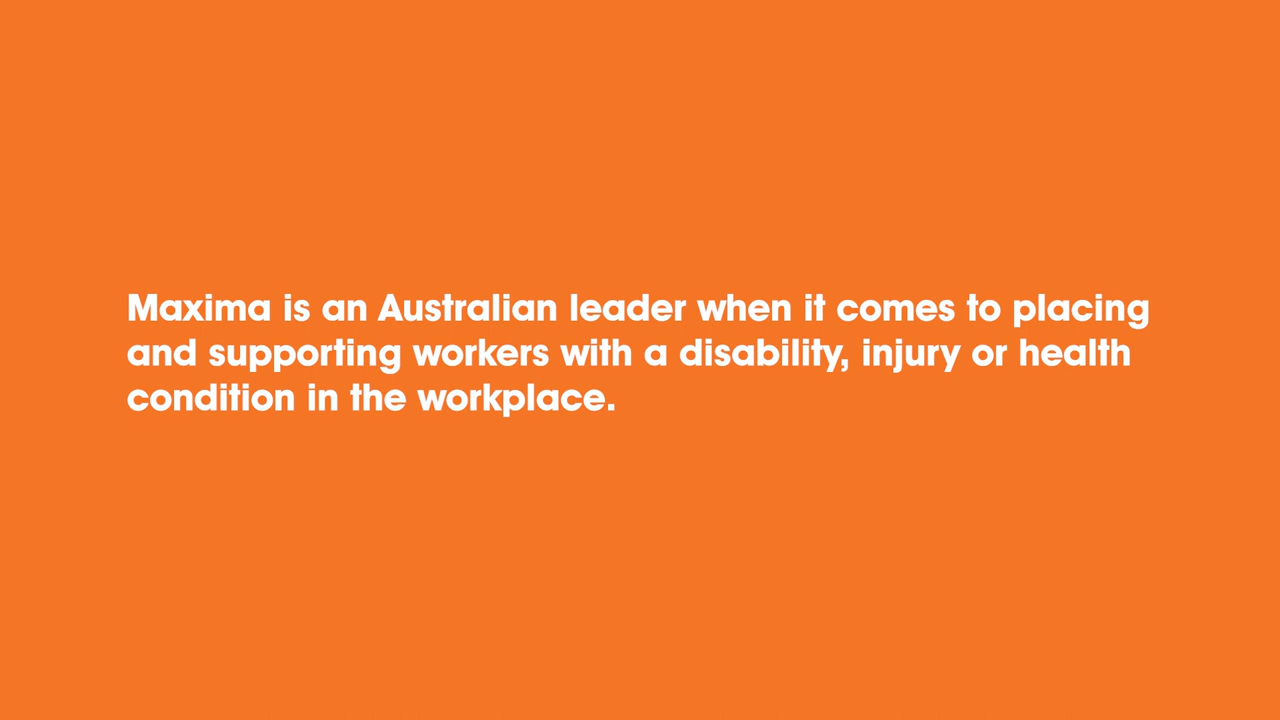 Maxima is an Australian leader when it comes to placing
and supporting workers with a disability, injury or health
condition in the workplace.